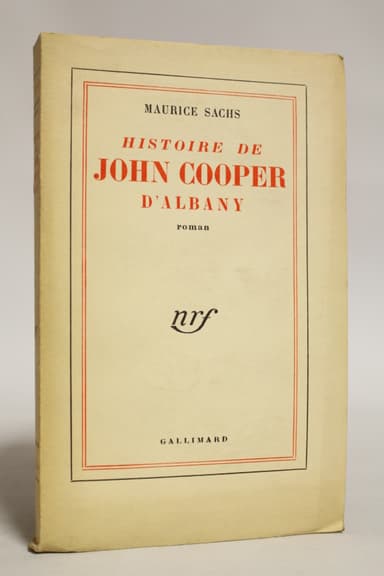 MAURICE SACHS
HISTOIRE DE
JOHN COOPER
D'ALBANY
roman
nrf
GALLIMARD